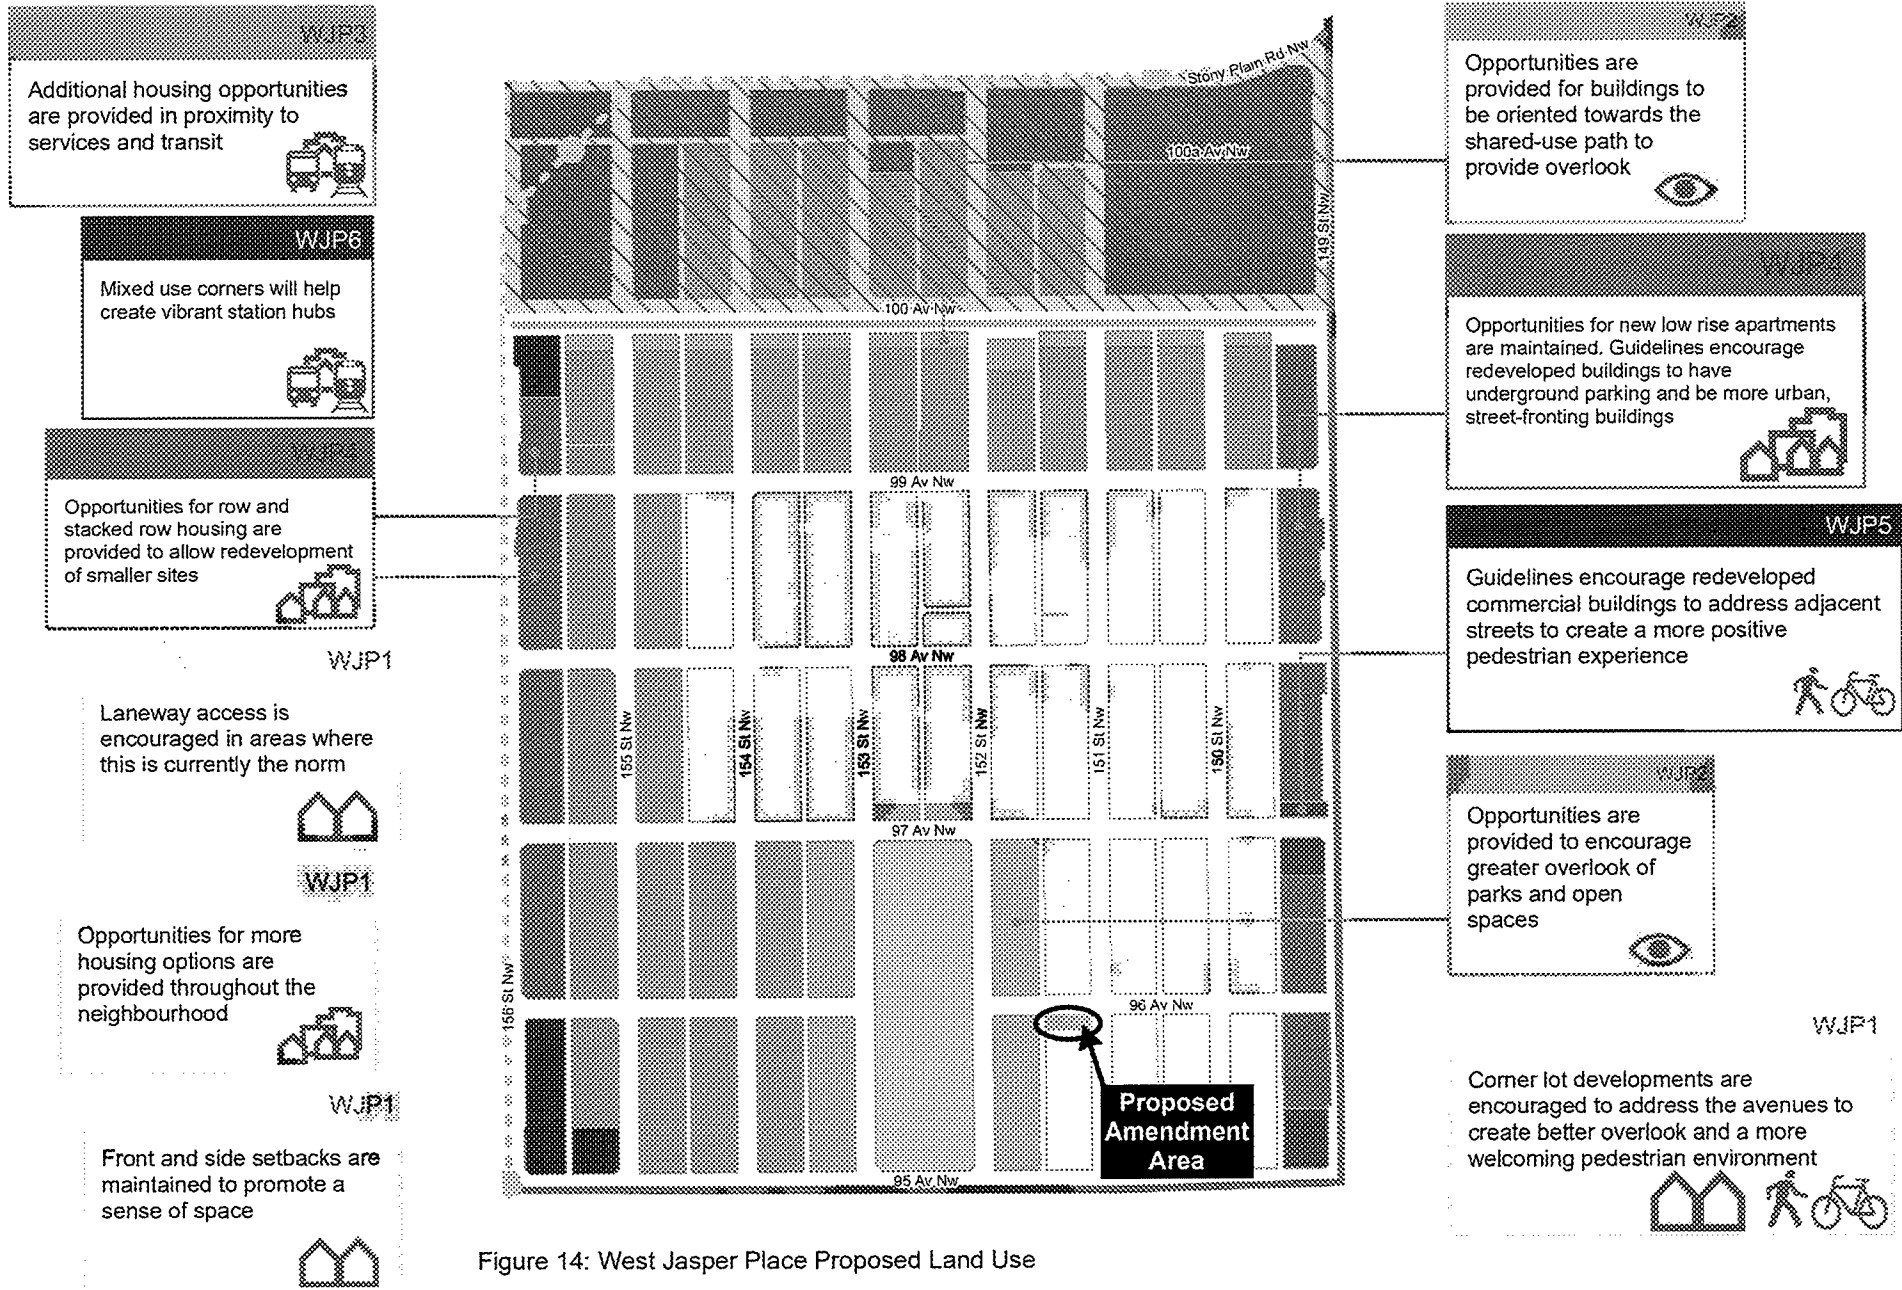 WJP3
Additional housing opportunities
are provided in proximity to
services and transit
WJP6
Mixed use corners will help
create vibrant station hubs
Opportunities for row and
stacked row housing are
provided to allow redevelopment
of smaller sites
WJP1
Laneway access is
encouraged in areas where
this is currently the norm
WJP1
Opportunities for more
housing options are
provided throughout the
neighbourhood
WJP1
Front and side setbacks are
maintained to promote a
sense of space
Stony Plain Rd Nw
100a Av Nw
149 St Nw
100 Av Nw
99 Av Nw
98 Av Nw
155 St Nw
154 St Nw
153 St Nw
152 St Nw
151 St Nw
150 St Nw
97 Av Nw
156 St Nw
96 Av Nw
Proposed
Amendment
Area
95 Av Nw
WJP2
Opportunities are
provided for buildings to
be oriented towards the
shared-use path to
provide overlook
WJP4
Opportunities for new low rise apartments
are maintained. Guidelines encourage
redeveloped buildings to have
underground parking and be more urban,
street-fronting buildings
WJP5
Guidelines encourage redeveloped
commercial buildings to address adjacent
streets to create a more positive
pedestrian experience
WJP2
Opportunities are
provided to encourage
greater overlook of
parks and open
spaces
WJP1
Corner lot developments are
encouraged to address the avenues to
create better overlook and a more
welcoming pedestrian environment
Figure 14: West Jasper Place Proposed Land Use